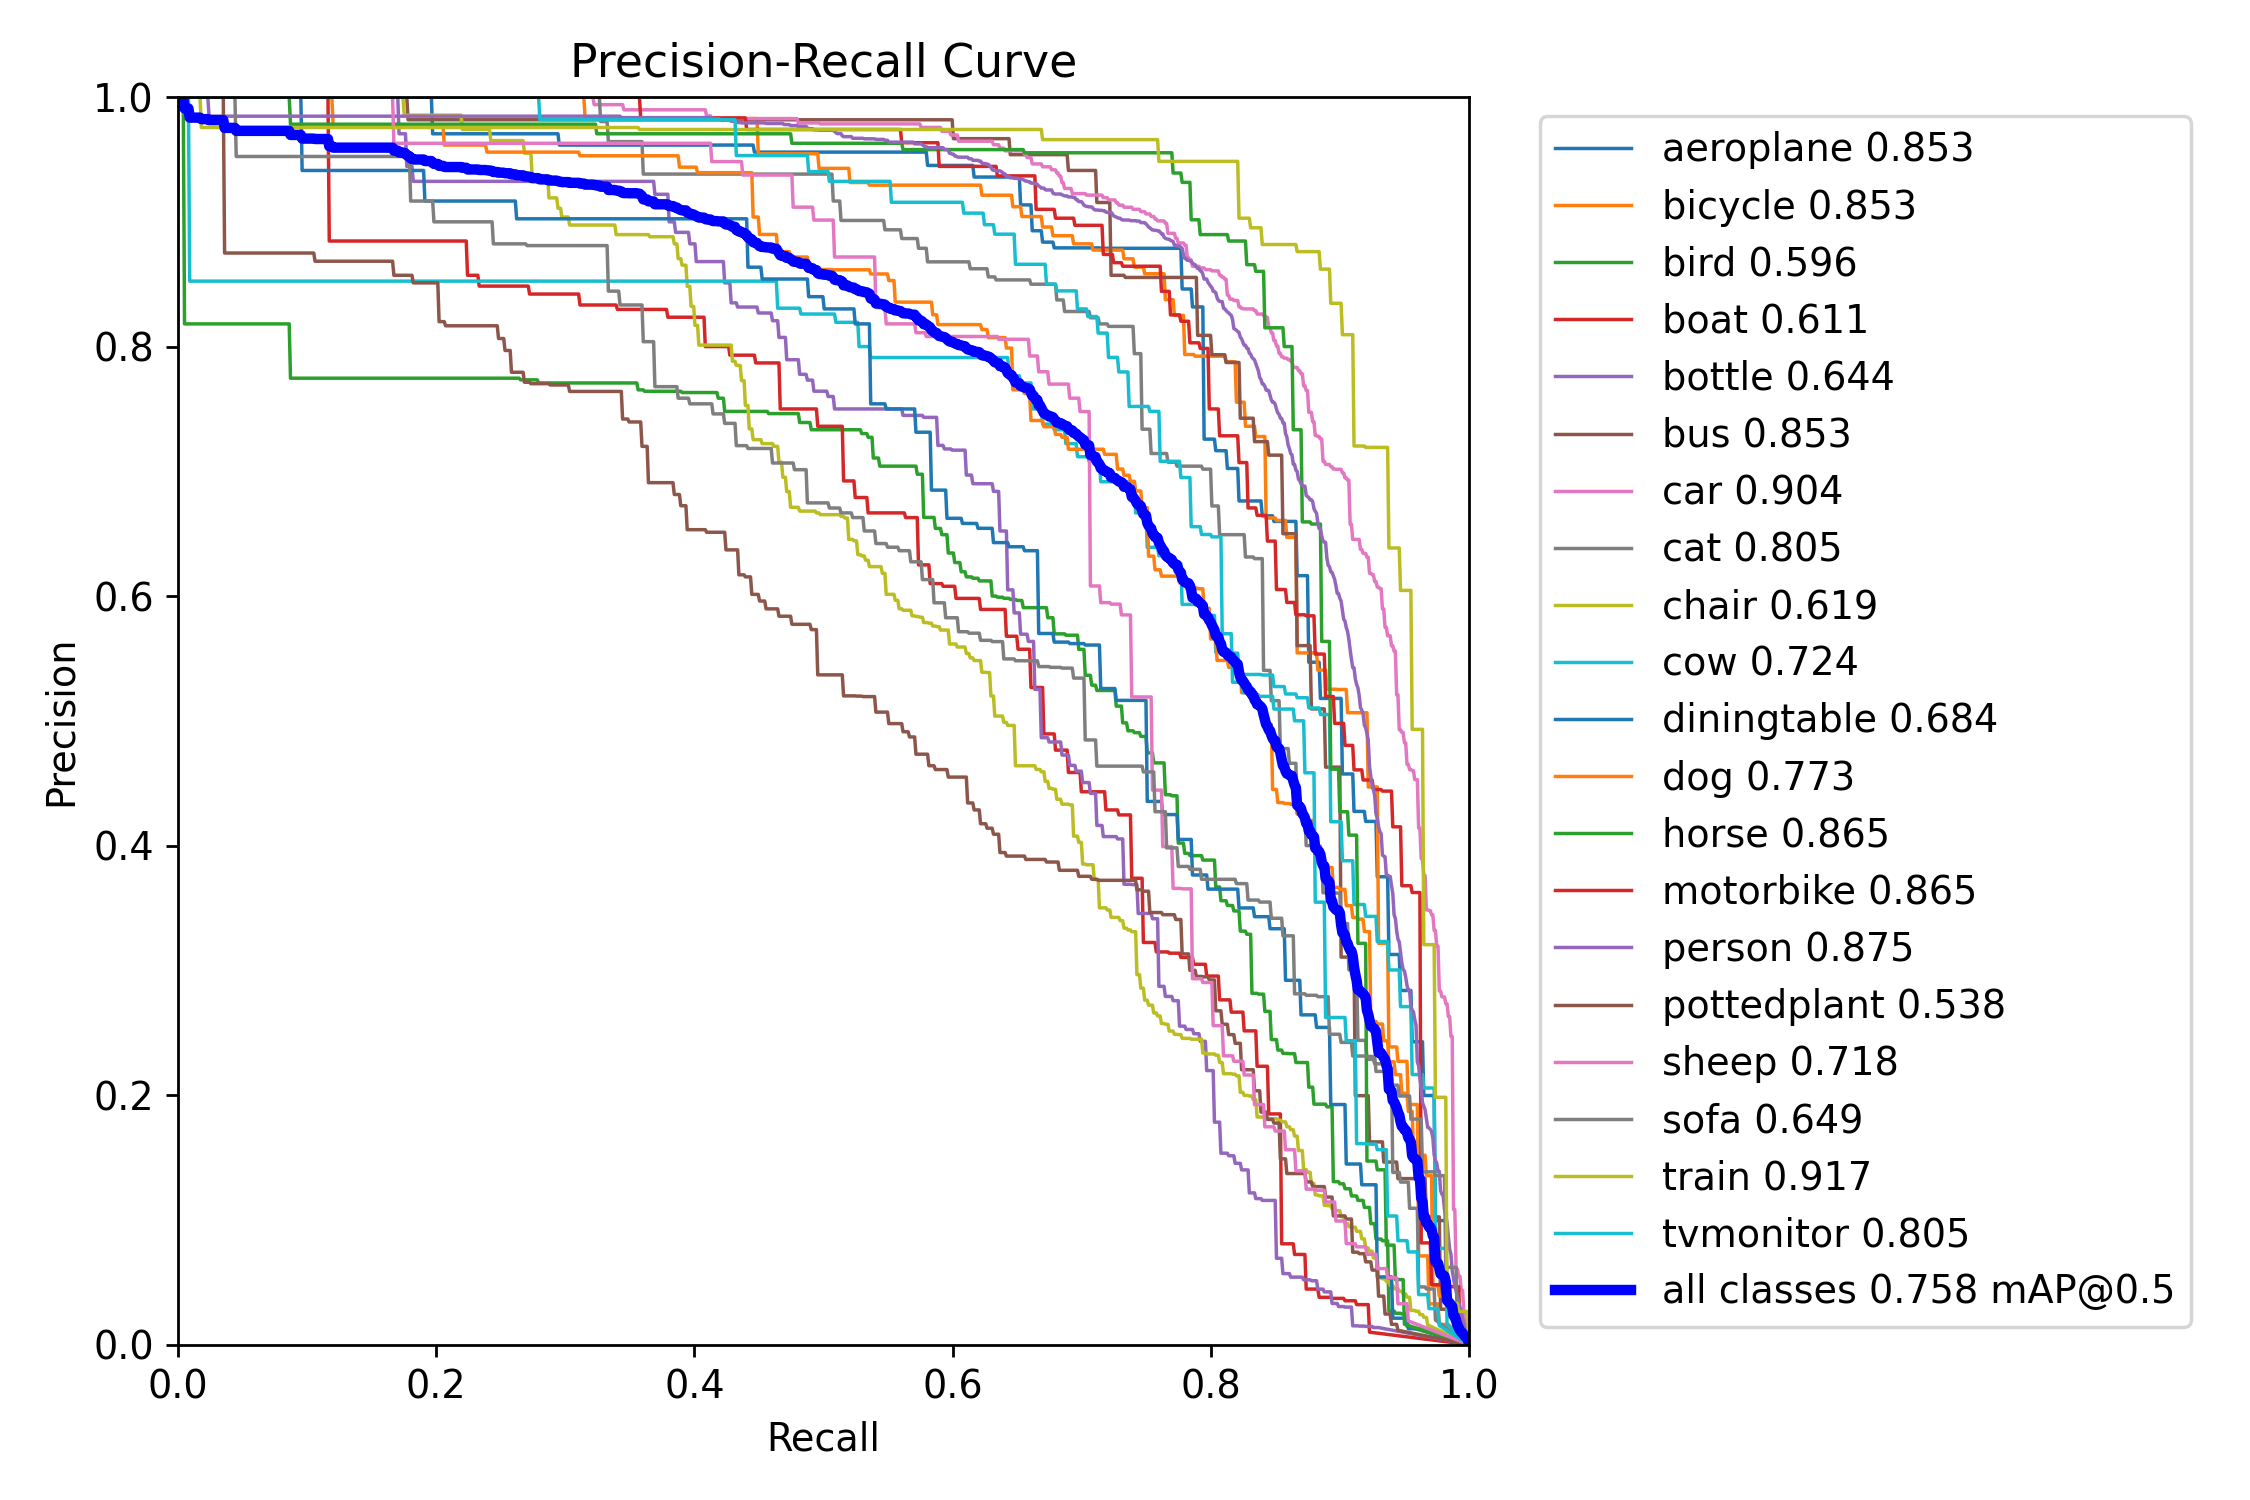 Precision-Recall Curve
1.0
0.8
0.6
0.4
0.2
0.0
Precision
0.0 0.2 0.4 0.6 0.8 1.0
Recall
aeroplane 0.853
bicycle 0.853
bird 0.596
boat 0.611
bottle 0.644
bus 0.853
car 0.904
cat 0.805
chair 0.619
cow 0.724
diningtable 0.684
dog 0.773
horse 0.865
motorbike 0.865
person 0.875
pottedplant 0.538
sheep 0.718
sofa 0.649
train 0.917
tvmonitor 0.805
all classes 0.758 mAP@0.5